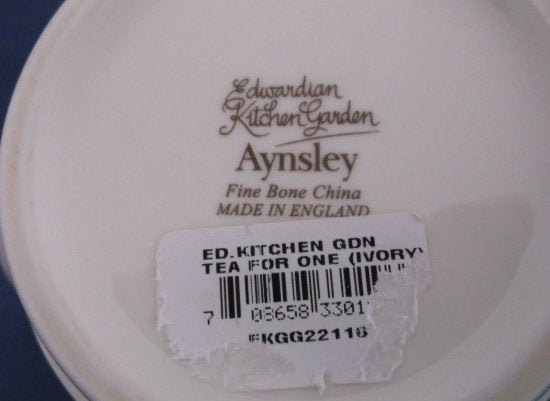 Edwardian
Kitchen Garden
Aynsley
Fine Bone China
MADE IN ENGLAND
ED.KITCHEN GDN
TEA FOR ONE (IVORY)
7 08658 3301
EKGG22116